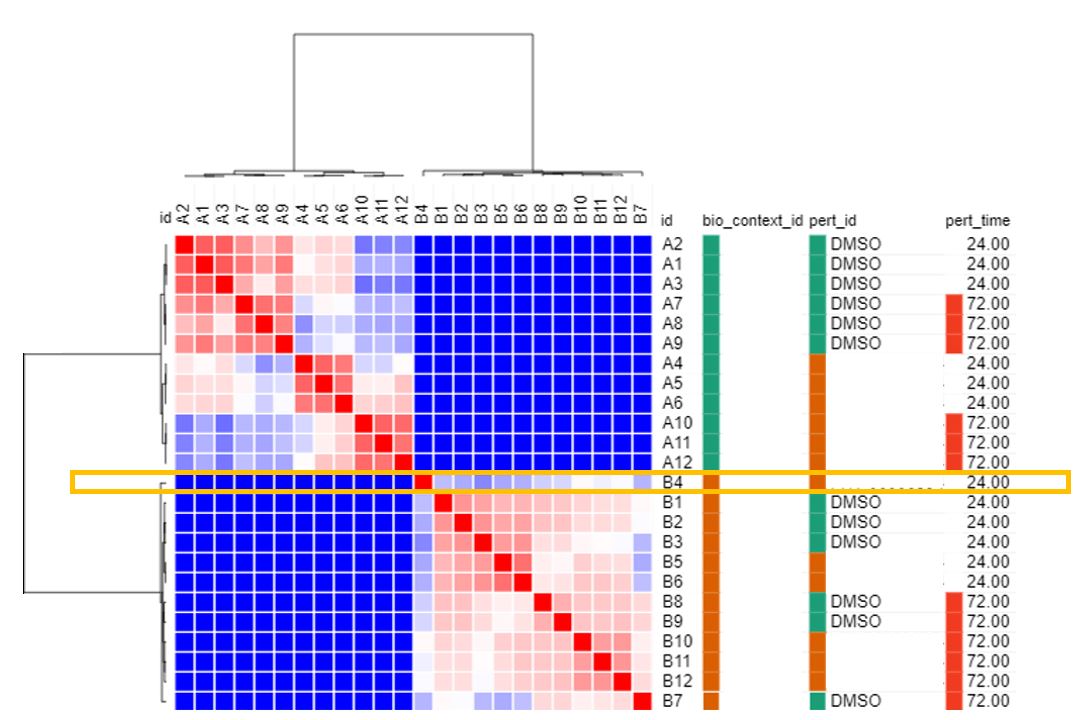 id A2 A1 A3 A7 A8 A9 A4 A5 A6 A10 A11 A12 B4 B1 B2 B3 B5 B6 B8 B9 B10 B11 B12 B7 id bio_context_id pert_id pert_time
A2 DMSO 24.00
A1 DMSO 24.00
A3 DMSO 24.00
A7 DMSO 72.00
A8 DMSO 72.00
A9 DMSO 72.00
A4 24.00
A5 24.00
A6 24.00
A10 72.00
A11 72.00
A12 72.00
B4 24.00
B1 DMSO 24.00
B2 DMSO 24.00
B3 DMSO 24.00
B5 24.00
B6 24.00
B8 DMSO 72.00
B9 DMSO 72.00
B10 72.00
B11 72.00
B12 72.00
B7 DMSO 72.00